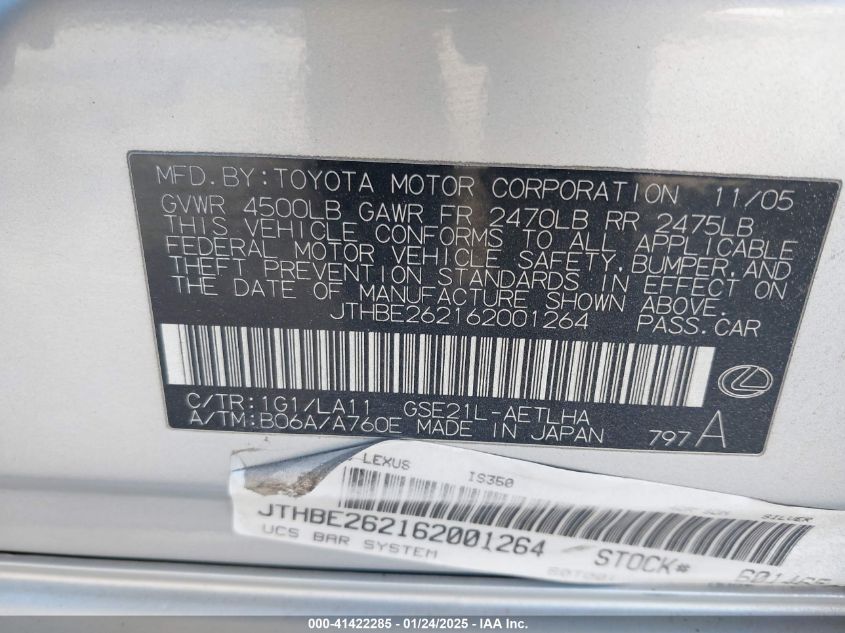 MFD.BY:TOYOTA MOTOR CORPORATION 11/05
GVWR 4500LB GAWR FR 2470LB RR 2475LB
THIS VEHICLE CONFORMS TO ALL APPLICABLE
FEDERAL MOTOR VEHICLE SAFETY,BUMPER,AND
THEFT PREVENTION STANDARDS IN EFFECT ON
THE DATE OF MANUFACTURE SHOWN ABOVE.
JTHBE262162001264 PASS.CAR
C/TR:1G1/LA11 GSE21L-AETLHA
A/TM:B06A/A760E MADE IN JAPAN 797A
LEXUS IS350 SILVER
JTHBE262162001264 STOCK#
UCS BAR SYSTEM
000-41422285 - 01/24/2025 - IAA Inc.